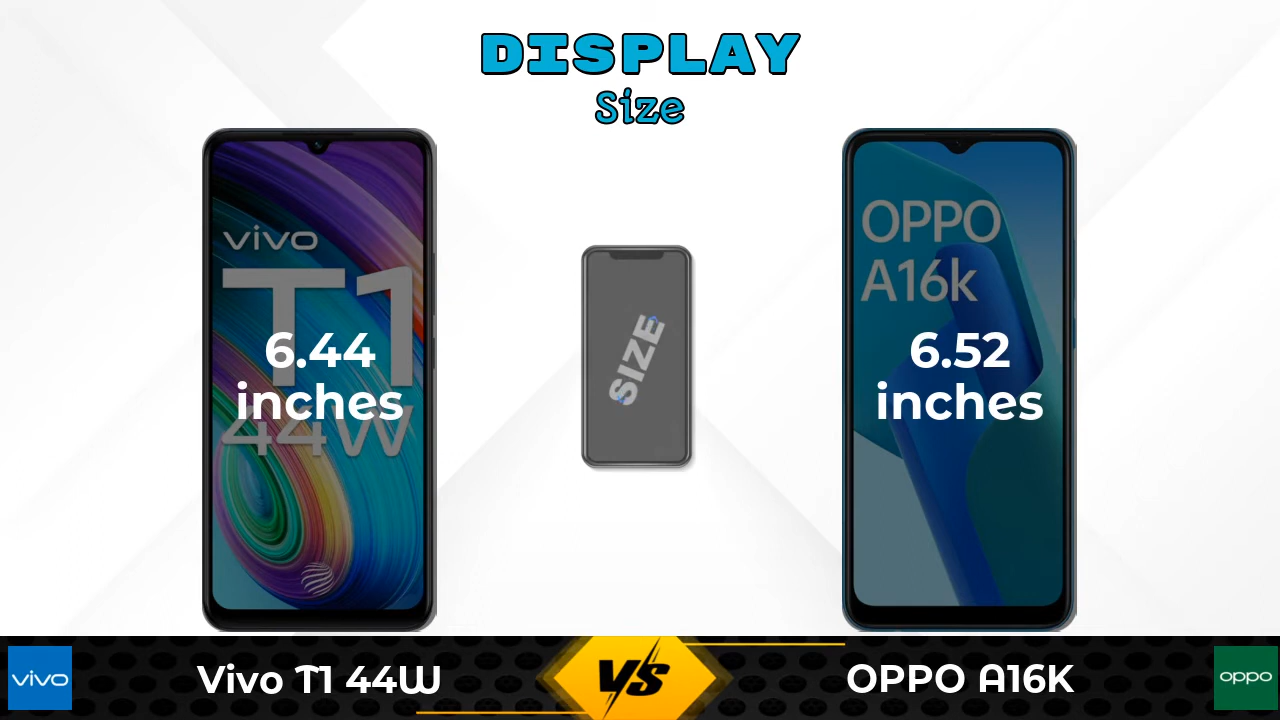 DISPLAY
Size
vivo
T1
44W
6.44
inches
SIZE
OPPO
A16k
6.52
inches
vivo
Vivo T1 44W
VS
OPPO A16K
oppo